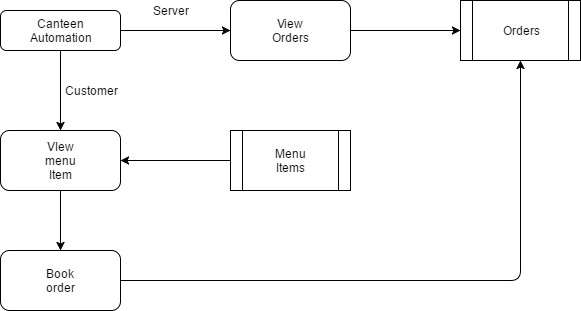 Canteen
Automation
Server
View
Orders
Orders
Customer
VIew
menu
Item
Menu
Items
Book
order